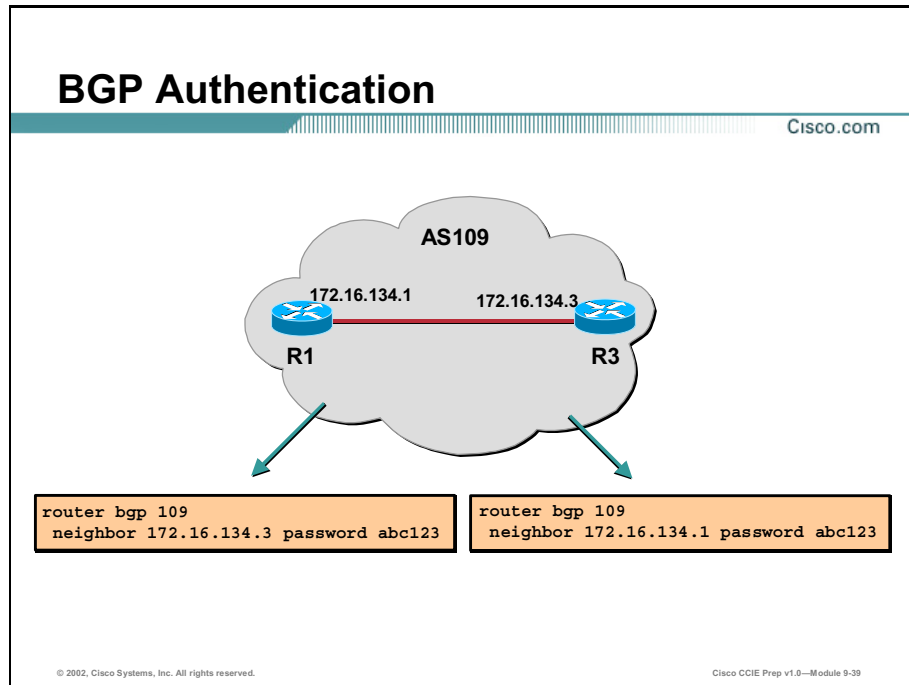 BGP Authentication
Cisco.com
AS109
172.16.134.1
172.16.134.3
R1
R3
router bgp 109
neighbor 172.16.134.3 password abc123
router bgp 109
neighbor 172.16.134.1 password abc123
© 2002, Cisco Systems, Inc. All rights reserved.
Cisco CCIE Prep v1.0—Module 9-39